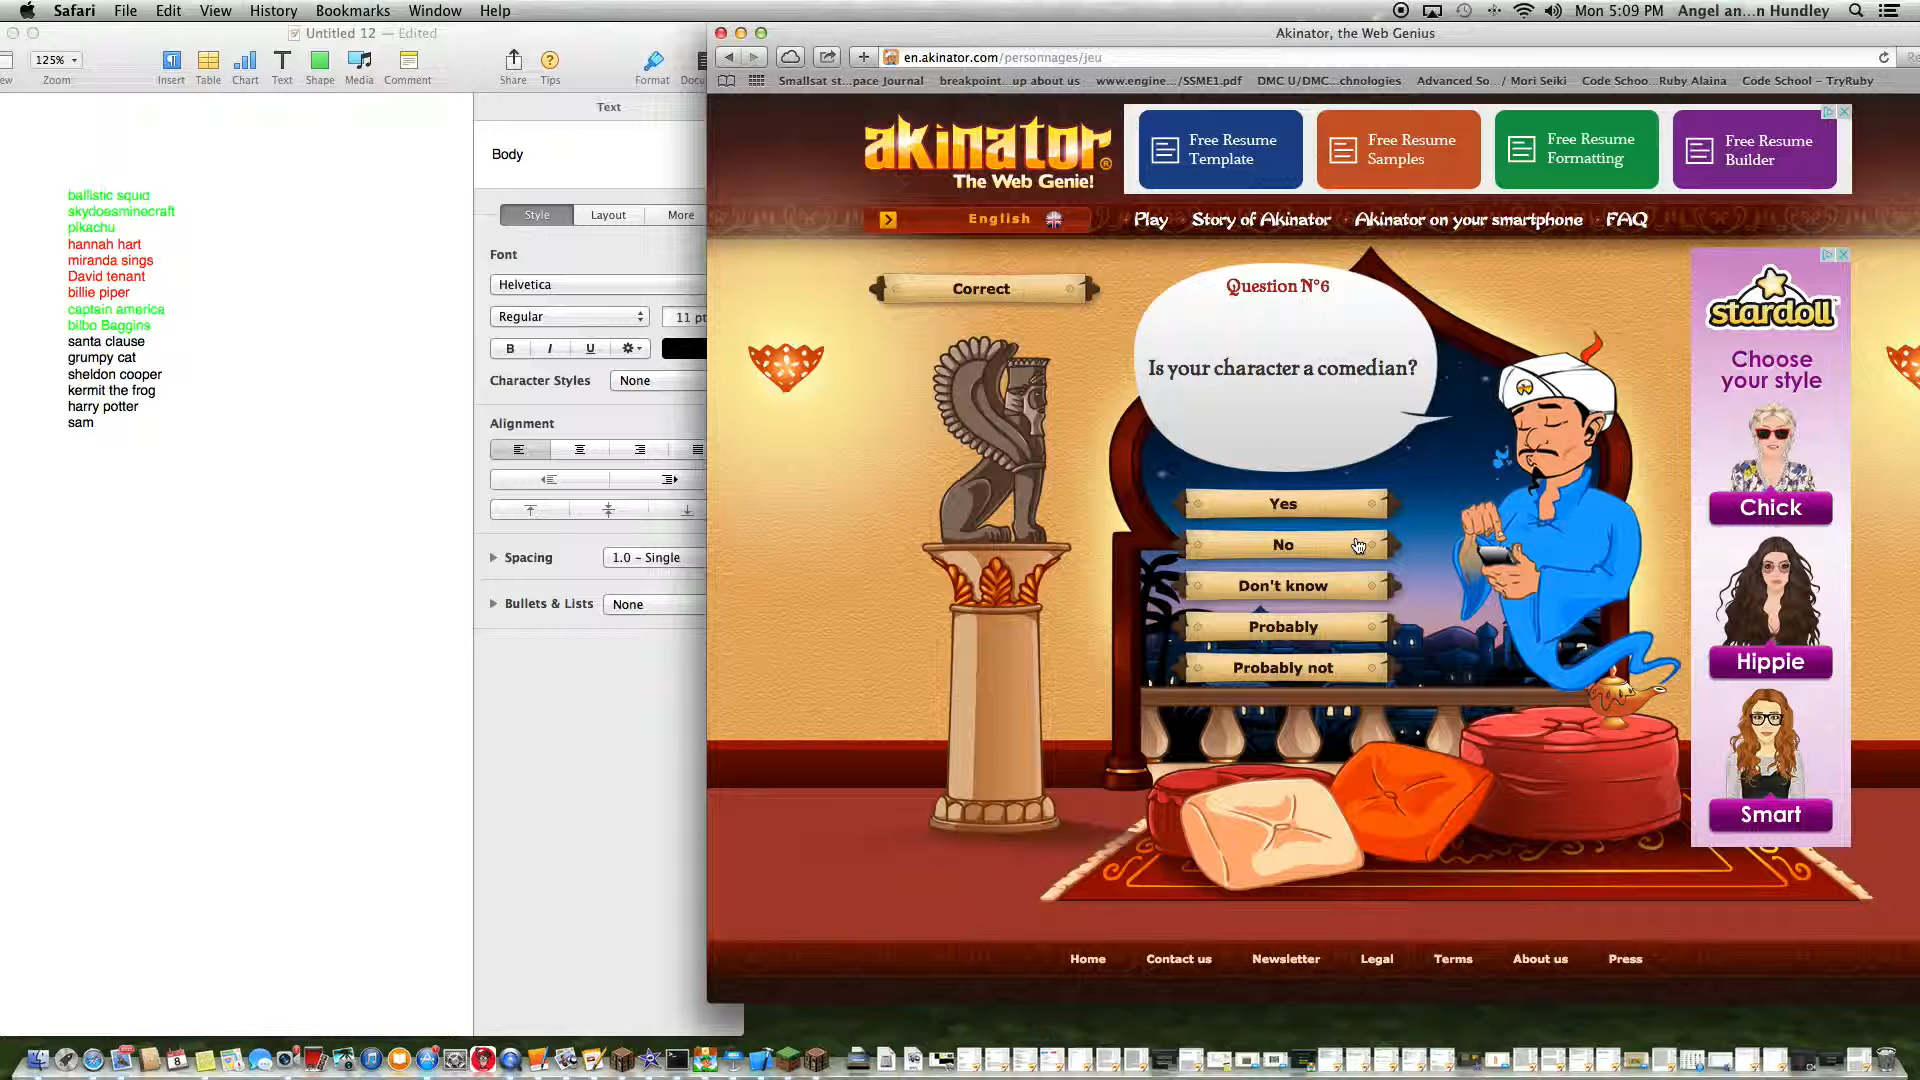 Safari File Edit View History Bookmarks Window Help
Mon 5:09 PM Angel an...n Hundley
Untitled 12 — Edited
125%
Zoom
Insert Table Chart Text Shape Media Comment
Share Tips
Format
Text
Body
Style Layout More
Font
Helvetica
Regular
11 pt
B I U
Character Styles None
Alignment
Spacing 1.0 – Single
Bullets & Lists None
ballistic squid
skydoesminecraft
pikachu
hannah hart
miranda sings
David tenant
billie piper
captain america
bilbo Baggins
santa clause
grumpy cat
sheldon cooper
kermit the frog
harry potter
sam
Akinator, the Web Genius
en.akinator.com/personnages/jeu
Smallsat st...pace Journal breakpoint...up about us www.engine.../SSME1.pdf DMC U/DMC...chnologies Advanced So.../ Mori Seiki Code Schoo...Ruby Alaina Code School – TryRuby
akinator®
The Web Genie!
Free Resume
Template
Free Resume
Samples
Free Resume
Formatting
Free Resume
Builder
English
Play Story of Akinator Akinator on your smartphone FAQ
Correct
Question N°6
Is your character a comedian?
Yes
No
Don't know
Probably
Probably not
stardoll
Choose
your style
Chick
Hippie
Smart
Home Contact us Newsletter Legal Terms About us Press